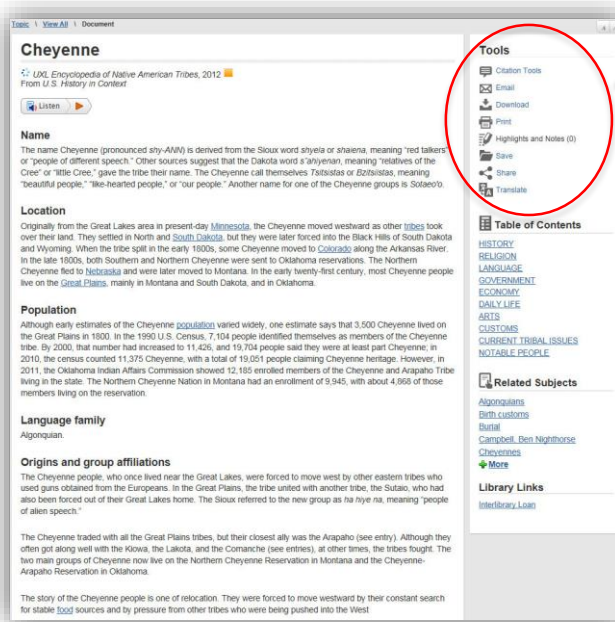 Topic \ View All \ Document
Cheyenne
UXL Encyclopedia of Native American Tribes, 2012
From U.S. History in Context
Listen
Name
The name Cheyenne (pronounced shy-ANN) is derived from the Sioux word shyela or shaiena, meaning "red talkers"
or "people of different speech." Other sources suggest that the Dakota word s'ahiyenan, meaning "relatives of the
Cree" or "little Cree," gave the tribe their name. The Cheyenne call themselves Tsitsistas or Bzitsistas, meaning
"beautiful people," "like-hearted people," or "our people." Another name for one of the Cheyenne groups is Sotaeo'o.
Location
Originally from the Great Lakes area in present-day Minnesota, the Cheyenne moved westward as other tribes took
over their land. They settled in North and South Dakota, but they were later forced into the Black Hills of South Dakota
and Wyoming. When the tribe split in the early 1800s, some Cheyenne moved to Colorado along the Arkansas River.
In the late 1800s, both Southern and Northern Cheyenne were sent to Oklahoma reservations. The Northern
Cheyenne fled to Nebraska and were later moved to Montana. In the early twenty-first century, most Cheyenne people
live on the Great Plains, mainly in Montana and South Dakota, and in Oklahoma.
Population
Although early estimates of the Cheyenne population varied widely, one estimate says that 3,500 Cheyenne lived on
the Great Plains in 1800. In the 1990 U.S. Census, 7,104 people identified themselves as members of the Cheyenne
tribe. By 2000, that number had increased to 11,426, and 19,704 people said they were at least part Cheyenne; in
2010, the census counted 11,375 Cheyenne, with a total of 19,051 people claiming Cheyenne heritage. However, in
2011, the Oklahoma Indian Affairs Commission showed 12,185 enrolled members of the Cheyenne and Arapaho Tribe
living in the state. The Northern Cheyenne Nation in Montana had an enrollment of 9,945, with about 4,868 of those
members living on the reservation.
Language family
Algonquian.
Origins and group affiliations
The Cheyenne people, who once lived near the Great Lakes, were forced to move west by other eastern tribes who
used guns obtained from the Europeans. In the Great Plains, the tribe united with another tribe, the Sutaio, who had
also been forced out of their Great Lakes home. The Sioux referred to the new group as ha hiye na, meaning "people
of alien speech."
The Cheyenne traded with all the Great Plains tribes, but their closest ally was the Arapaho (see entry). Although they
often got along well with the Kiowa, the Lakota, and the Comanche (see entries), at other times, the tribes fought. The
two main groups of Cheyenne now live on the Northern Cheyenne Reservation in Montana and the Cheyenne-
Arapaho Reservation in Oklahoma.
The story of the Cheyenne people is one of relocation. They were forced to move westward by their constant search
for stable food sources and by pressure from other tribes who were being pushed into the West
Tools
Citation Tools
Email
Download
Print
Highlights and Notes (0)
Save
Share
Translate
Table of Contents
HISTORY
RELIGION
LANGUAGE
GOVERNMENT
ECONOMY
DAILY LIFE
ARTS
CUSTOMS
CURRENT TRIBAL ISSUES
NOTABLE PEOPLE
Related Subjects
Algonquians
Birth customs
Burial
Campbell, Ben Nighthorse
Cheyennes
More
Library Links
Interlibrary Loan